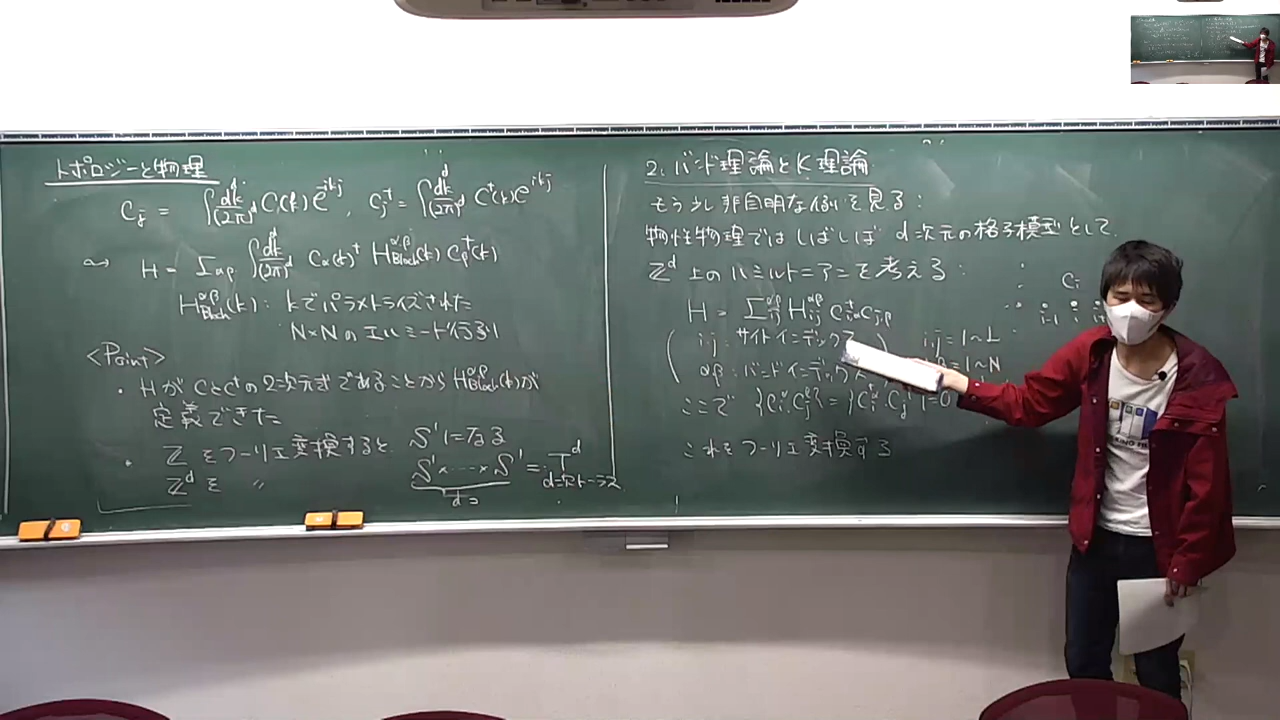 トポロジーと物理
C_j = ∫ d^dk/(2π)^d C(k) e^{-ikj}, C_j^† = ∫ d^dk/(2π)^d C^†(k) e^{ikj}
⇝ H = Σ_{αβ} ∫ d^dk/(2π)^d C_α(k)^† H_{Bloch}^{αβ}(k) C_β^†(k)
H_{Bloch}^{αβ}(k) : kでパラメトライズされた
N×Nのエルミート行列
<Point>
・HがCとC^†の2次元式であることから H_{Bloch}^{αβ}(k)が
定義できた
・ℤをフーリエ変換すると S^1になる
ℤ^d を 〃 S^1×…×S^1 = T^d
d次トーラス
2. バンド理論とK理論
もう少し非自明な例を見る:
物性物理ではしばしば d次元の格子模型として
ℤ^d 上のハミルトニアンを考える:
C_i
i-1 i
H = Σ_{ij}^{αβ} H_{ij}^{αβ} C_{iα}^† C_{jβ}
i,j : サイトインデックス i,j = 1~L
αβ : バンドインデックス =1~N
ここで
これをフーリエ変換する